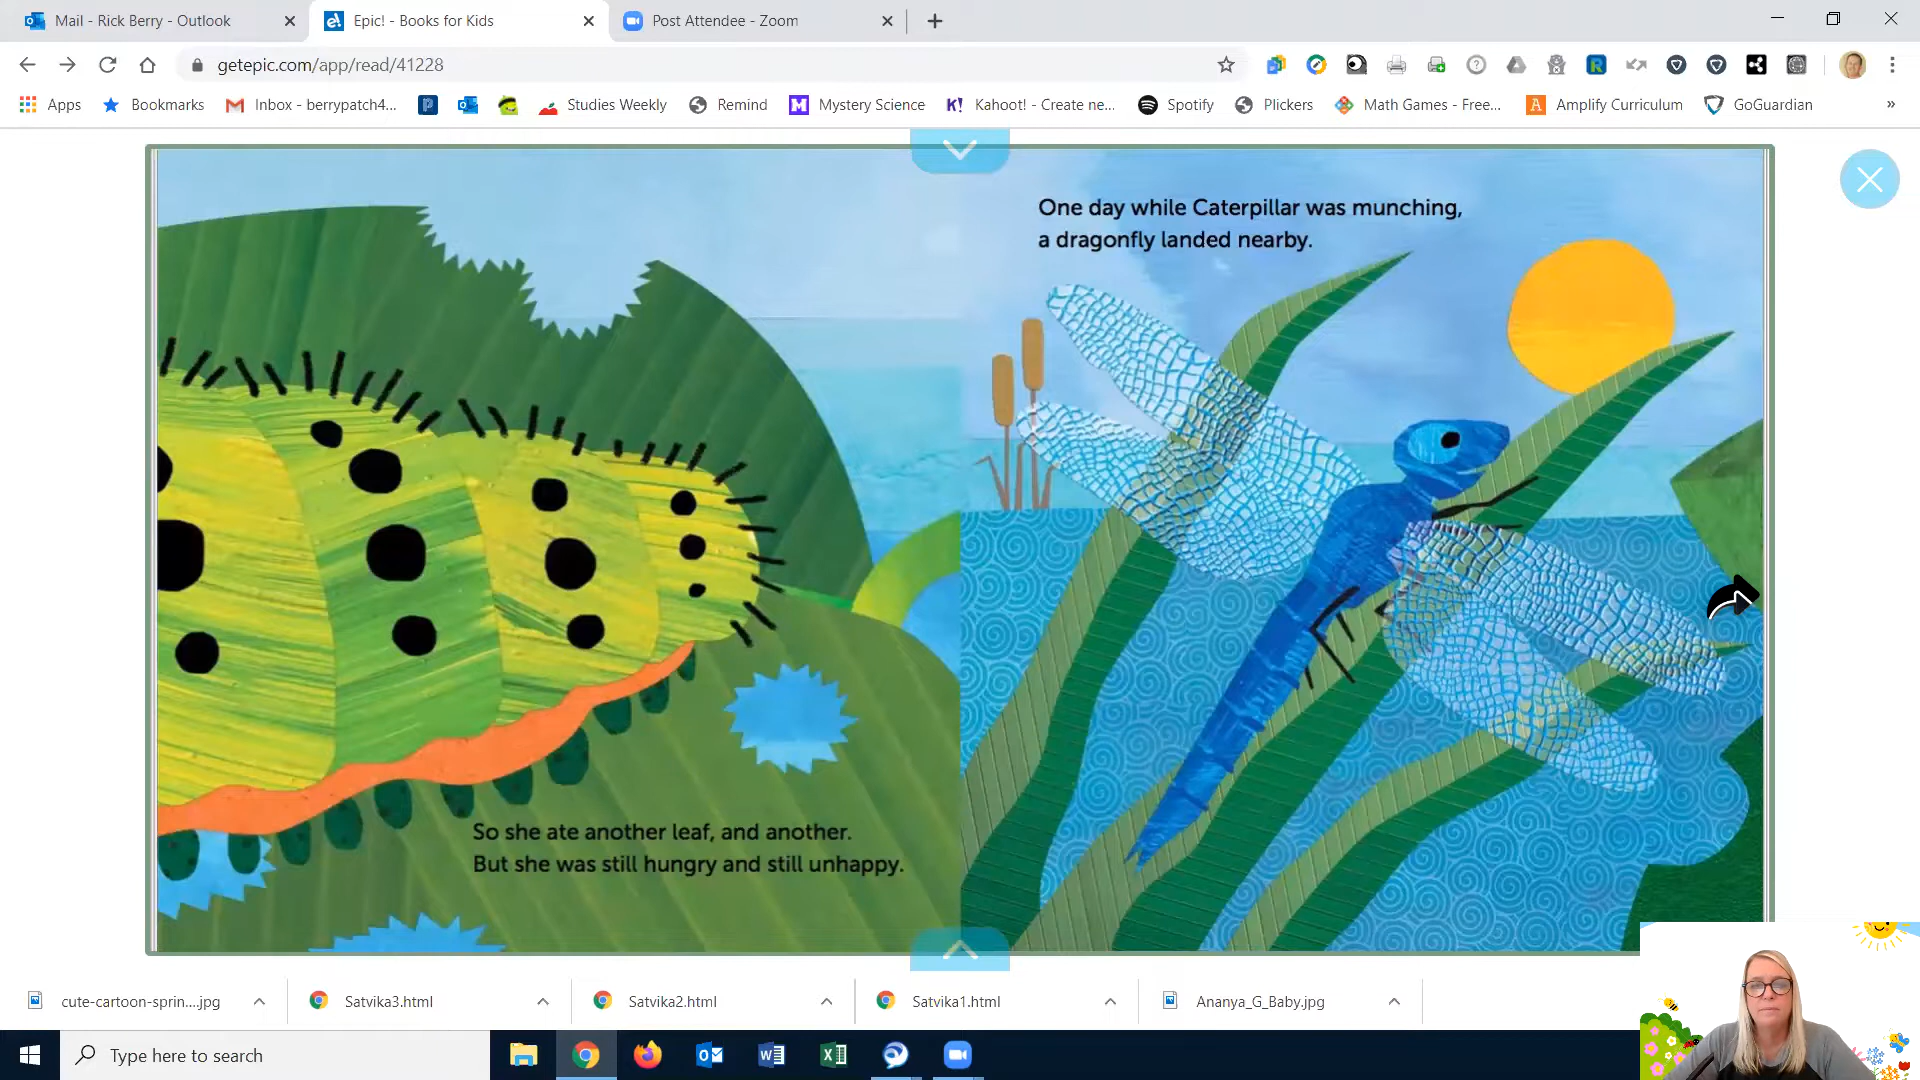 Mail - Rick Berry - Outlook
Epic! - Books for Kids
Post Attendee - Zoom
getepic.com/app/read/41228
Apps
Bookmarks
Inbox - berrypatch4...
Studies Weekly
Remind
Mystery Science
Kahoot! - Create ne...
Spotify
Plickers
Math Games - Free...
Amplify Curriculum
GoGuardian
One day while Caterpillar was munching,
a dragonfly landed nearby.
So she ate another leaf, and another.
But she was still hungry and still unhappy.
cute-cartoon-sprin....jpg
Satvika3.html
Satvika2.html
Satvika1.html
Ananya_G_Baby.jpg
Type here to search